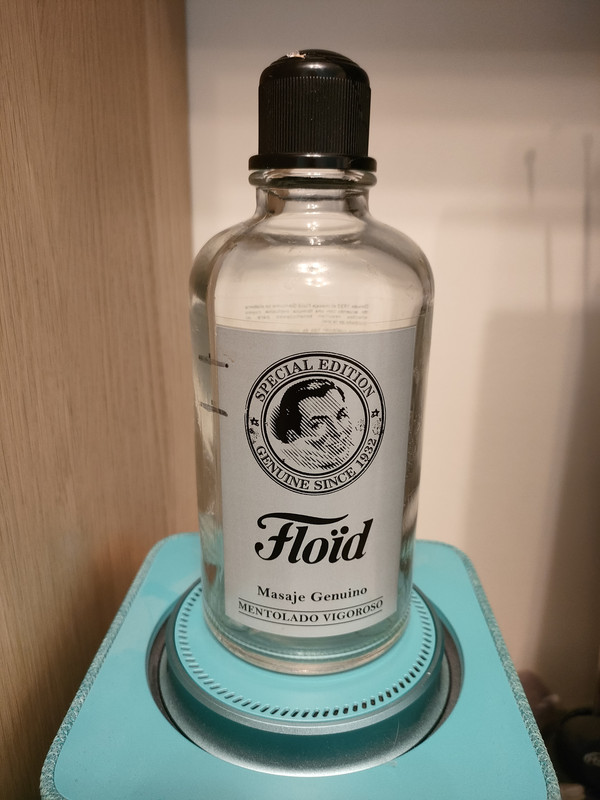 SPECIAL EDITION
GENUINE SINCE 1932
Floïd
Masaje Genuino
MENTOLADO VIGOROSO